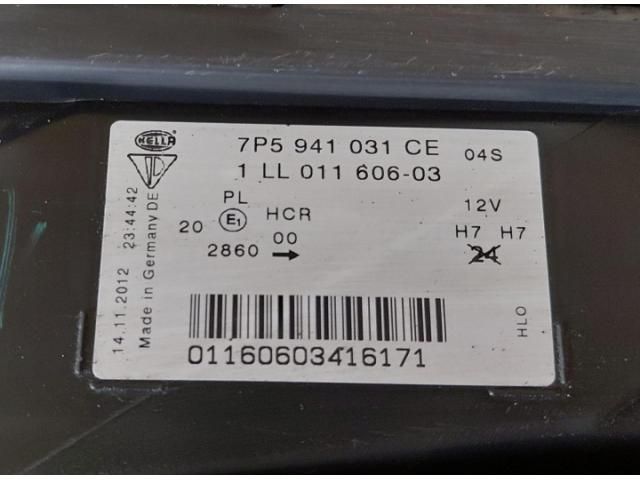 HELLA
7P5 941 031 CE 04S
1 LL 011 606-03
PL 12V
20 E1 HCR H7 H7
00
2860 → 24
01160603416171
14.11.2012 23:44:42
Made in Germany DE
HLO